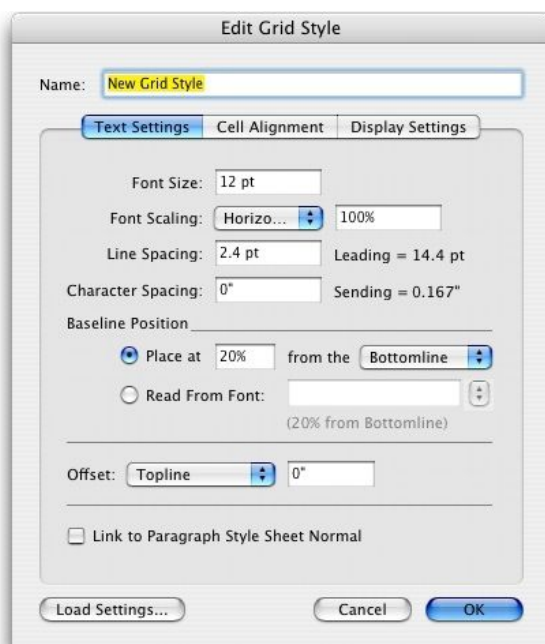 Edit Grid Style
Name: New Grid Style
Text Settings Cell Alignment Display Settings
Font Size: 12 pt
Font Scaling: Horizo... 100%
Line Spacing: 2.4 pt Leading = 14.4 pt
Character Spacing: 0" Sending = 0.167"
Baseline Position
Place at 20% from the Bottomline
Read From Font:
(20% from Bottomline)
Offset: Topline 0"
Link to Paragraph Style Sheet Normal
Load Settings... Cancel OK